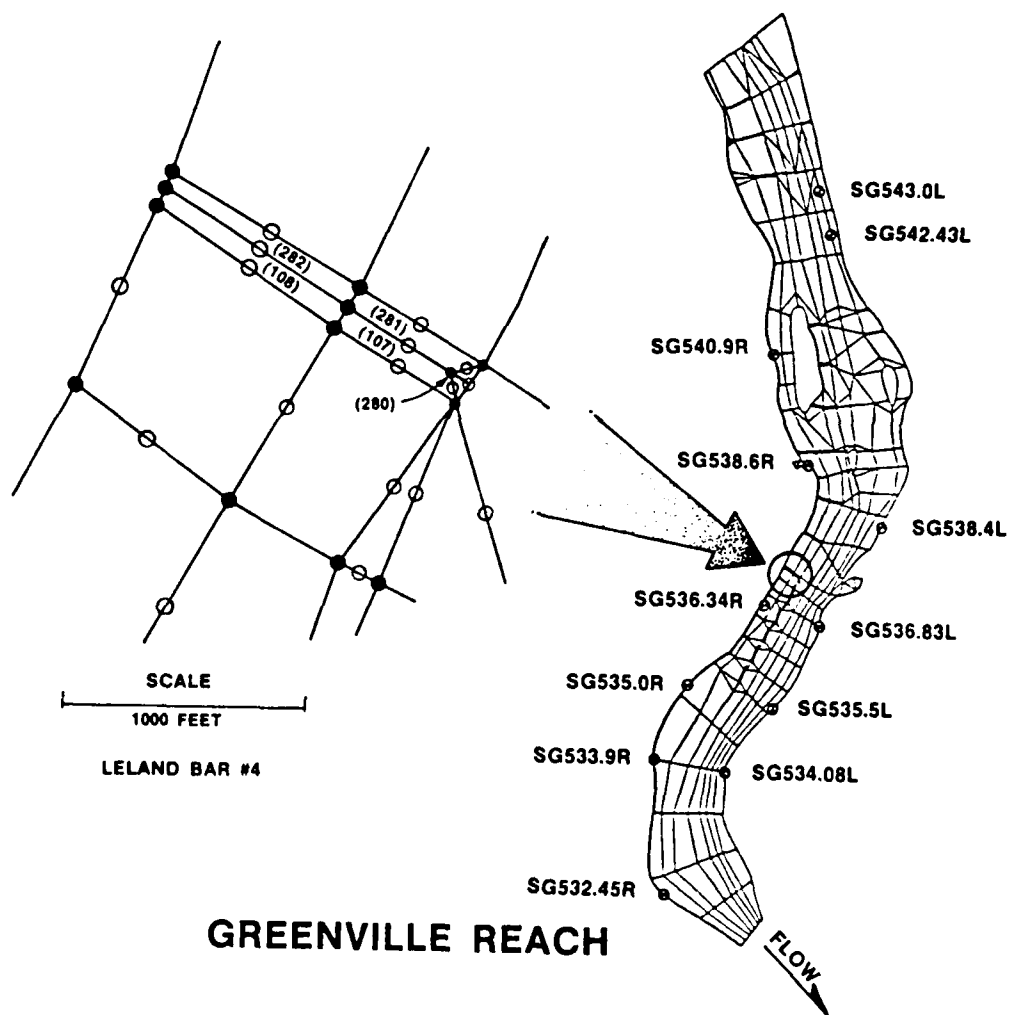 (282)
(108)
(281)
(107)
(280)
SCALE
1000 FEET
LELAND BAR #4
SG543.0L
SG542.43L
SG540.9R
SG538.6R
SG538.4L
SG536.34R
SG536.83L
SG535.0R
SG535.5L
SG533.9R
SG534.08L
SG532.45R
GREENVILLE REACH
FLOW